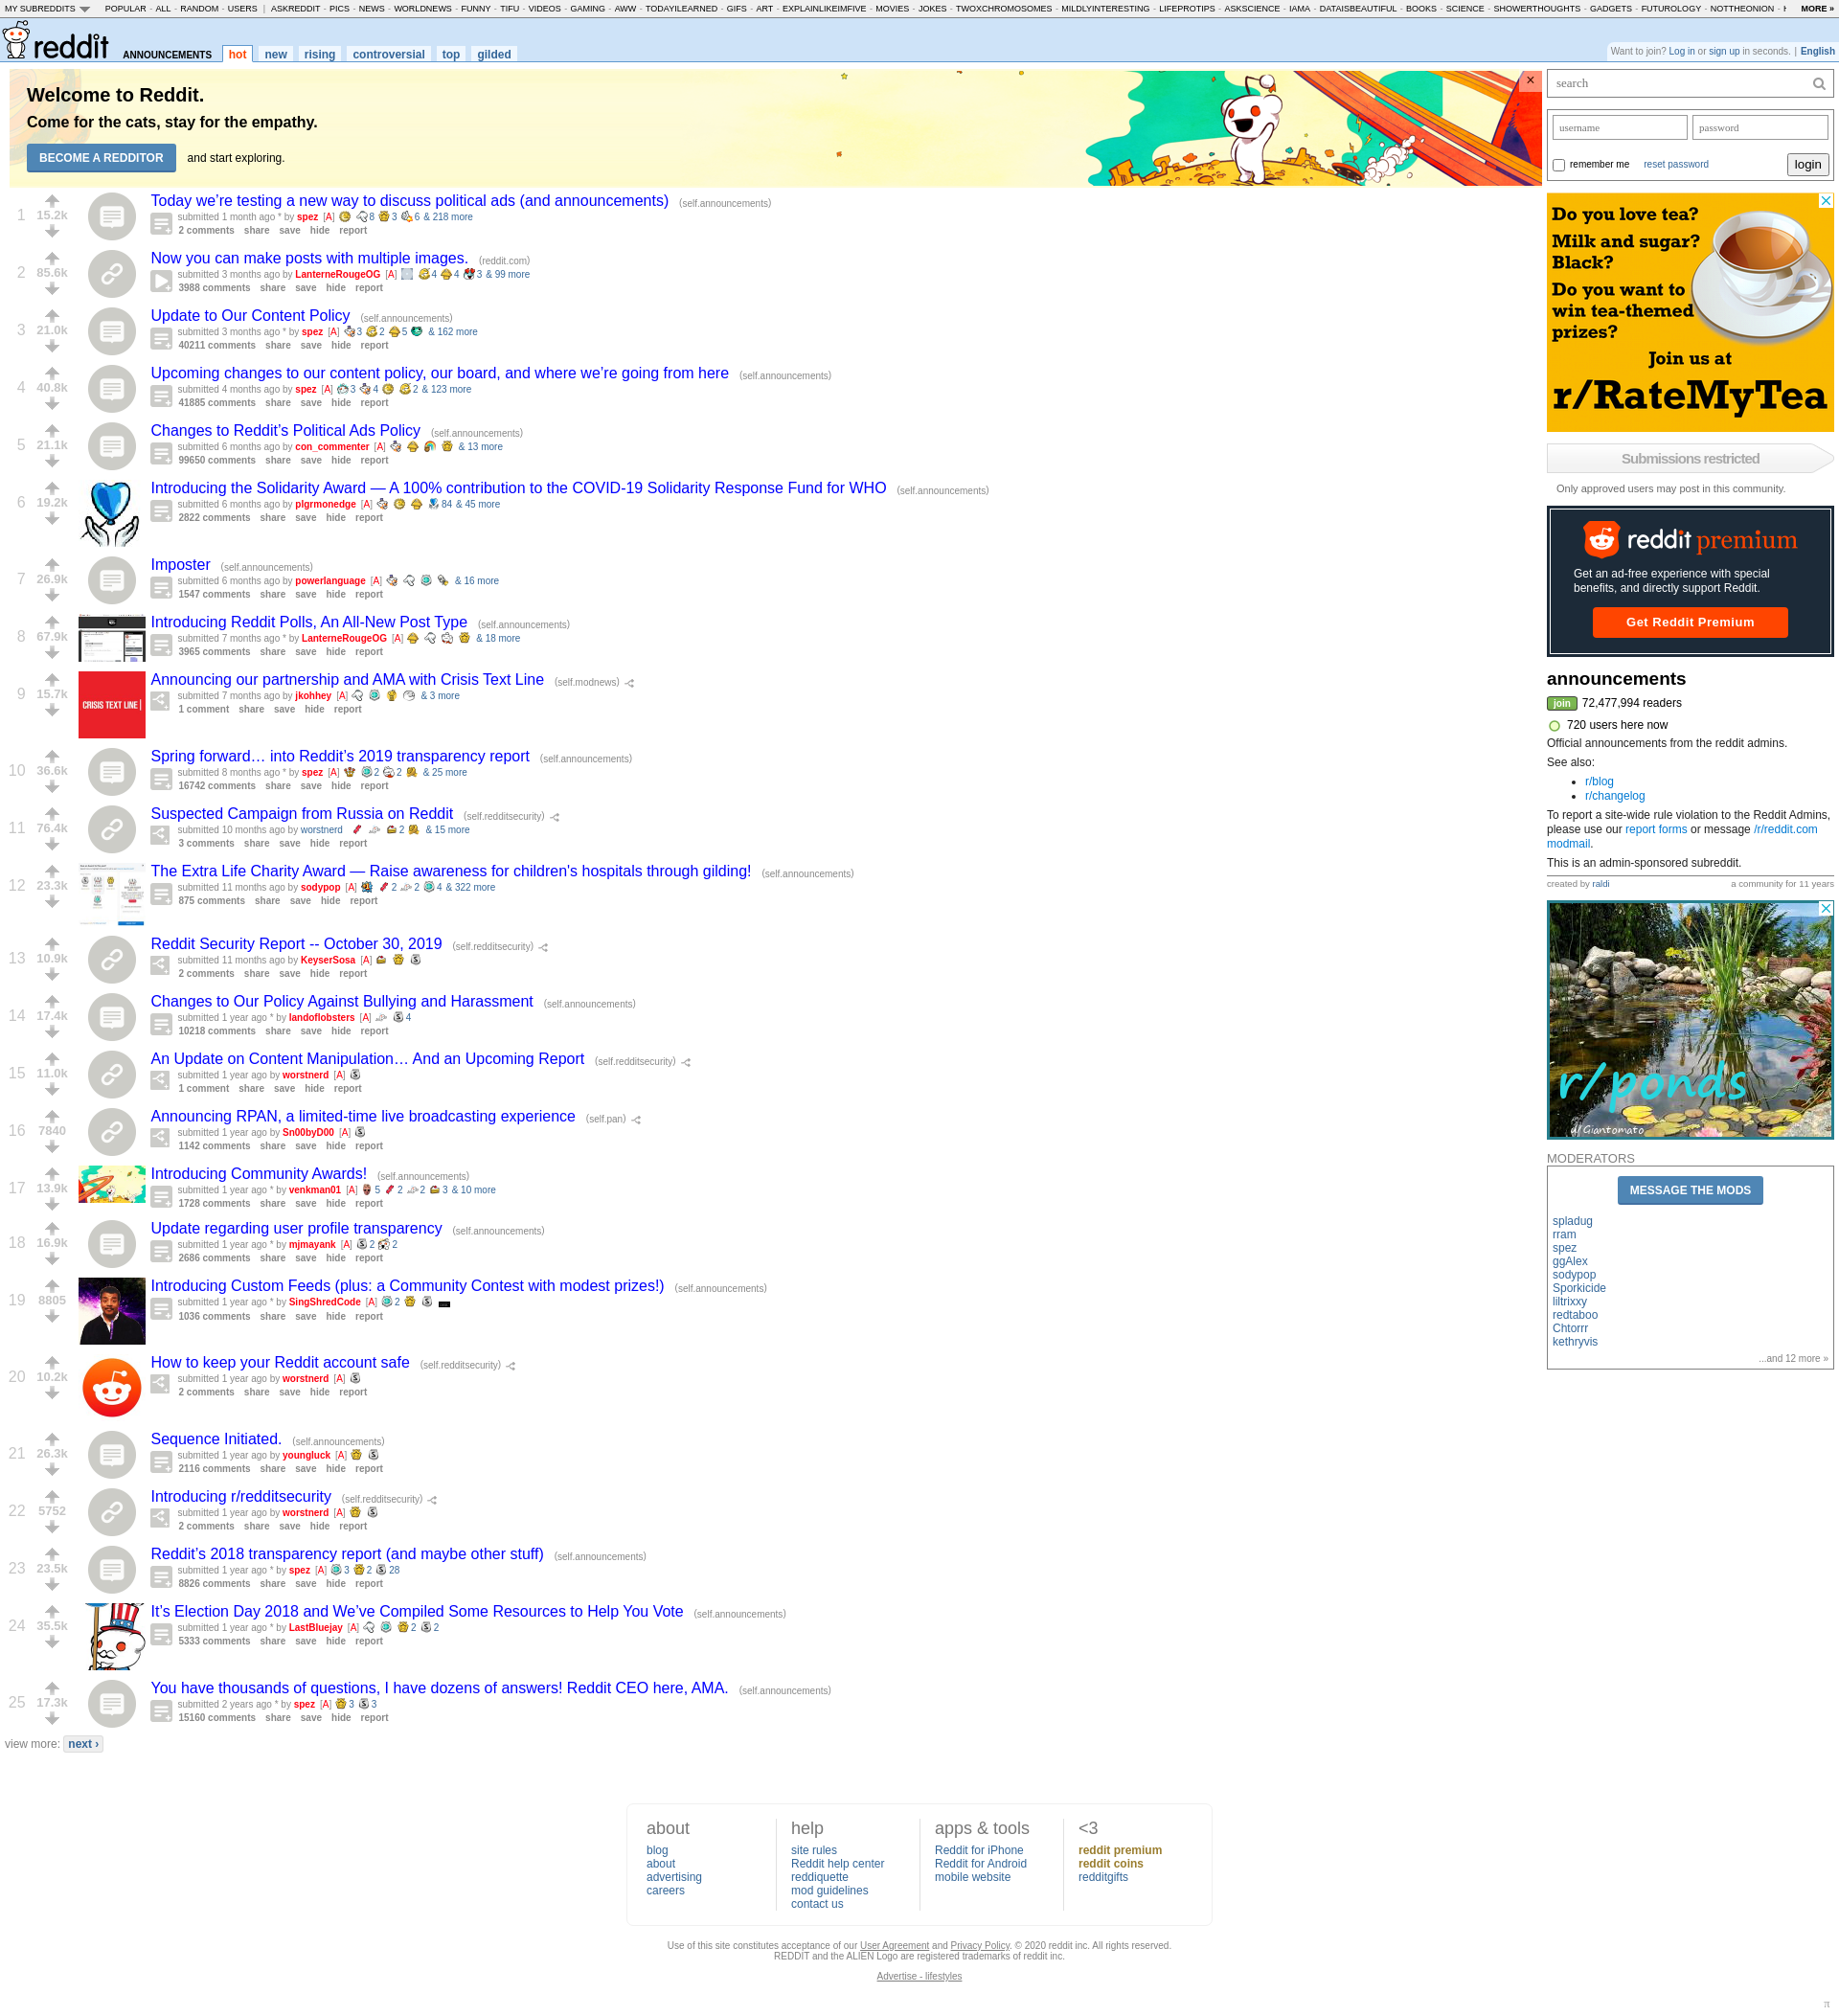 MY SUBREDDITS POPULAR - ALL - RANDOM - USERS | ASKREDDIT - PICS - NEWS - WORLDNEWS - FUNNY - TIFU - VIDEOS - GAMING - AWW - TODAYILEARNED - GIFS - ART - EXPLAINLIKEIMFIVE - MOVIES - JOKES - TWOXCHROMOSOMES - MILDLYINTERESTING - LIFEPROTIPS - ASKSCIENCE - IAMA - DATAISBEAUTIFUL - BOOKS - SCIENCE - SHOWERTHOUGHTS - GADGETS - FUTUROLOGY - NOTTHEONION - MORE »
reddit ANNOUNCEMENTS hot new rising controversial top gilded
Want to join? Log in or sign up in seconds. | English
Welcome to Reddit.
Come for the cats, stay for the empathy.
BECOME A REDDITOR and start exploring.
×
1 15.2k Today we’re testing a new way to discuss political ads (and announcements) (self.announcements)
submitted 1 month ago * by spez [A] 8 3 6 & 218 more
2 comments share save hide report
2 85.6k Now you can make posts with multiple images. (reddit.com)
submitted 3 months ago by LanterneRougeOG [A] 4 4 3 & 99 more
3988 comments share save hide report
3 21.0k Update to Our Content Policy (self.announcements)
submitted 3 months ago * by spez [A] 3 2 5 & 162 more
40211 comments share save hide report
4 40.8k Upcoming changes to our content policy, our board, and where we’re going from here (self.announcements)
submitted 4 months ago by spez [A] 3 4 2 & 123 more
41885 comments share save hide report
5 21.1k Changes to Reddit’s Political Ads Policy (self.announcements)
submitted 6 months ago by con_commenter [A] & 13 more
99650 comments share save hide report
6 19.2k Introducing the Solidarity Award — A 100% contribution to the COVID-19 Solidarity Response Fund for WHO (self.announcements)
submitted 6 months ago by plgrmonedge [A] 84 & 45 more
2822 comments share save hide report
7 26.9k Imposter (self.announcements)
submitted 6 months ago by powerlanguage [A] & 16 more
1547 comments share save hide report
8 67.9k Introducing Reddit Polls, An All-New Post Type (self.announcements)
submitted 7 months ago * by LanterneRougeOG [A] & 18 more
3965 comments share save hide report
9 15.7k CRISIS TEXT LINE| Announcing our partnership and AMA with Crisis Text Line (self.modnews)
submitted 7 months ago by jkohhey [A] & 3 more
1 comment share save hide report
10 36.6k Spring forward… into Reddit’s 2019 transparency report (self.announcements)
submitted 8 months ago * by spez [A] 2 2 & 25 more
16742 comments share save hide report
11 76.4k Suspected Campaign from Russia on Reddit (self.redditsecurity)
submitted 10 months ago by worstnerd 2 & 15 more
3 comments share save hide report
12 23.3k The Extra Life Charity Award — Raise awareness for children's hospitals through gilding! (self.announcements)
submitted 11 months ago by sodypop [A] 2 2 4 & 322 more
875 comments share save hide report
13 10.9k Reddit Security Report -- October 30, 2019 (self.redditsecurity)
submitted 11 months ago by KeyserSosa [A]
2 comments share save hide report
14 17.4k Changes to Our Policy Against Bullying and Harassment (self.announcements)
submitted 1 year ago * by landoflobsters [A] 4
10218 comments share save hide report
15 11.0k An Update on Content Manipulation… And an Upcoming Report (self.redditsecurity)
submitted 1 year ago by worstnerd [A]
1 comment share save hide report
16 7840 Announcing RPAN, a limited-time live broadcasting experience (self.pan)
submitted 1 year ago by Sn00byD00 [A]
1142 comments share save hide report
17 13.9k Introducing Community Awards! (self.announcements)
submitted 1 year ago * by venkman01 [A] 5 2 2 3 & 10 more
1728 comments share save hide report
18 16.9k Update regarding user profile transparency (self.announcements)
submitted 1 year ago * by mjmayank [A] 2 2
2686 comments share save hide report
19 8805 Introducing Custom Feeds (plus: a Community Contest with modest prizes!) (self.announcements)
submitted 1 year ago * by SingShredCode [A] 2
1036 comments share save hide report
20 10.2k How to keep your Reddit account safe (self.redditsecurity)
submitted 1 year ago by worstnerd [A]
2 comments share save hide report
21 26.3k Sequence Initiated. (self.announcements)
submitted 1 year ago by youngluck [A]
2116 comments share save hide report
22 5752 Introducing r/redditsecurity (self.redditsecurity)
submitted 1 year ago by worstnerd [A]
2 comments share save hide report
23 23.5k Reddit’s 2018 transparency report (and maybe other stuff) (self.announcements)
submitted 1 year ago * by spez [A] 3 2 28
8826 comments share save hide report
24 35.5k It’s Election Day 2018 and We’ve Compiled Some Resources to Help You Vote (self.announcements)
submitted 1 year ago * by LastBluejay [A] 2 2
5333 comments share save hide report
25 17.3k You have thousands of questions, I have dozens of answers! Reddit CEO here, AMA. (self.announcements)
submitted 2 years ago * by spez [A] 3 3
15160 comments share save hide report
view more: next ›
search
username password
remember me reset password login
Do you love tea?
Milk and sugar?
Black?
Do you want to
win tea-themed
prizes?
Join us at
r/RateMyTea
Submissions restricted
Only approved users may post in this community.
reddit premium
Get an ad-free experience with special
benefits, and directly support Reddit.
Get Reddit Premium
announcements
join 72,477,994 readers
720 users here now
Official announcements from the reddit admins.
See also:
• r/blog
• r/changelog
To report a site-wide rule violation to the Reddit Admins,
please use our report forms or message /r/reddit.com
modmail.
This is an admin-sponsored subreddit.
created by raldi a community for 11 years
r/ponds
u/Giantomato
MODERATORS
MESSAGE THE MODS
spladug
rram
spez
ggAlex
sodypop
Sporkicide
liltrixxy
redtaboo
Chtorrr
kethryvis
...and 12 more »
about
blog
about
advertising
careers
help
site rules
Reddit help center
reddiquette
mod guidelines
contact us
apps & tools
Reddit for iPhone
Reddit for Android
mobile website
<3
reddit premium
reddit coins
redditgifts
Use of this site constitutes acceptance of our User Agreement and Privacy Policy. © 2020 reddit inc. All rights reserved.
REDDIT and the ALIEN Logo are registered trademarks of reddit inc.
Advertise - lifestyles
π